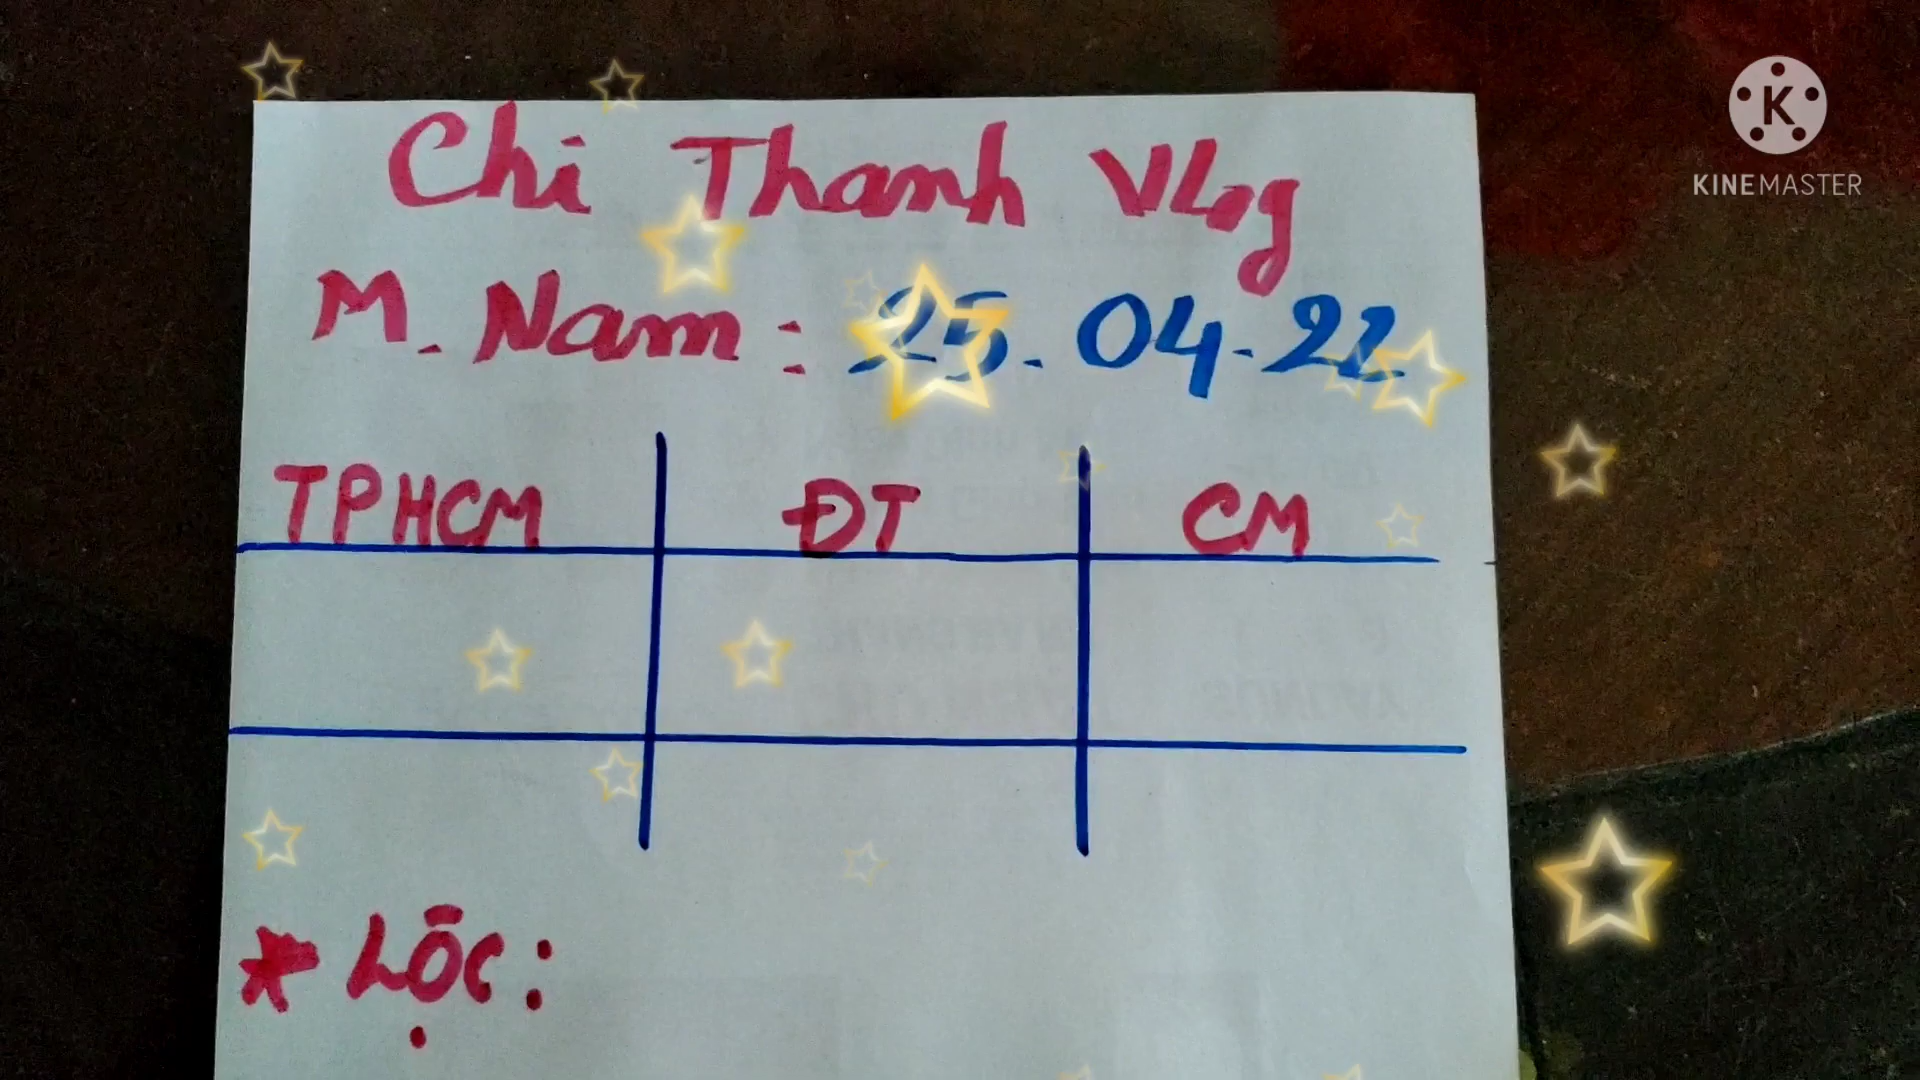 Chi Thanh Vlog
KINEMASTER
M. Nam: 25.04.22
TPHCM ĐT CM
* Lộc: